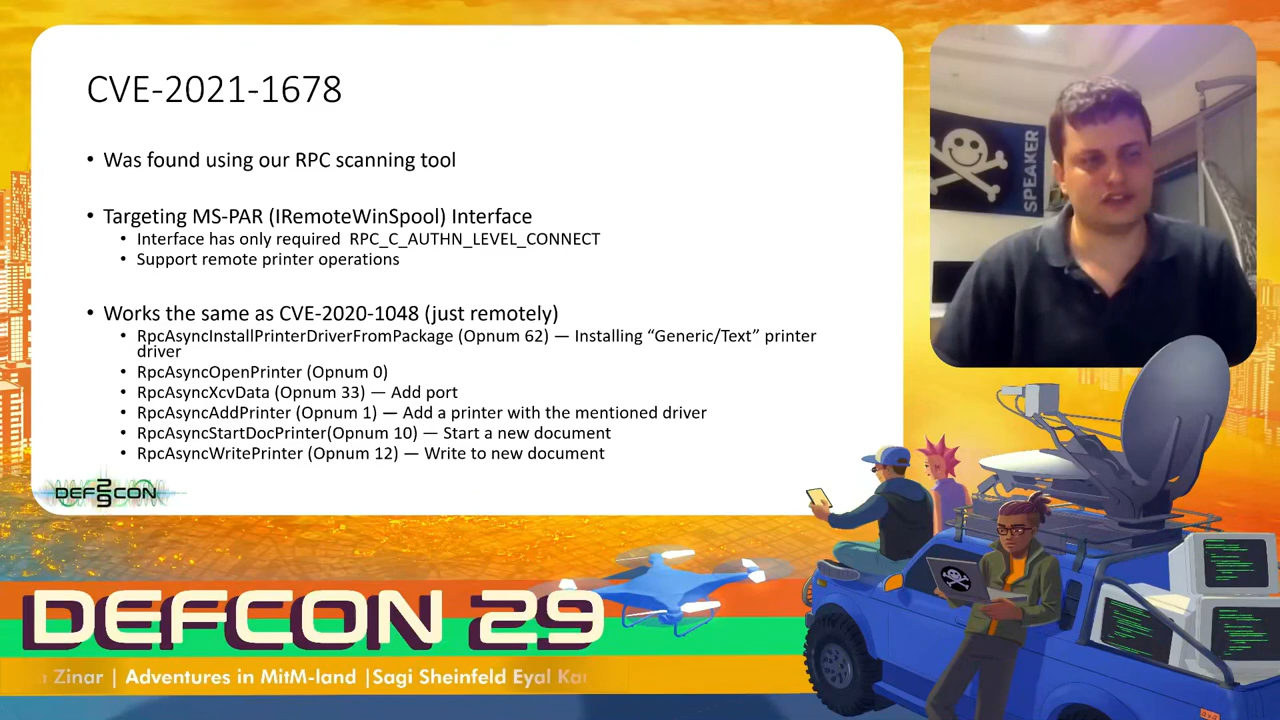 CVE-2021-1678
• Was found using our RPC scanning tool
• Targeting MS-PAR (IRemoteWinSpool) Interface
• Interface has only required RPC_C_AUTHN_LEVEL_CONNECT
• Support remote printer operations
• Works the same as CVE-2020-1048 (just remotely)
• RpcAsyncInstallPrinterDriverFromPackage (Opnum 62) — Installing “Generic/Text” printer
driver
• RpcAsyncOpenPrinter (Opnum 0)
• RpcAsyncXcvData (Opnum 33) — Add port
• RpcAsyncAddPrinter (Opnum 1) — Add a printer with the mentioned driver
• RpcAsyncStartDocPrinter(Opnum 10) — Start a new document
• RpcAsyncWritePrinter (Opnum 12) — Write to new document
DEF29CON
SPEAKER
DEFCON 29
Zinar | Adventures in MitM-land |Sagi Sheinfeld Eyal